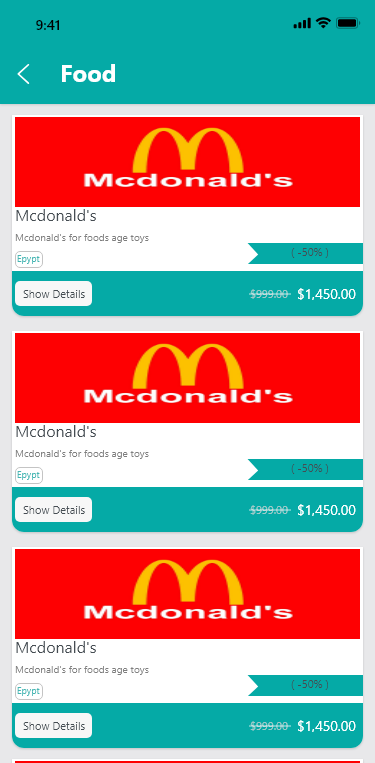 9:41
Food
Mcdonald's
Mcdonald's
Mcdonald's for foods age toys
( -50% )
Epypt
Show Details
$999.00 $1,450.00
Mcdonald's
Mcdonald's
Mcdonald's for foods age toys
( -50% )
Epypt
Show Details
$999.00 $1,450.00
Mcdonald's
Mcdonald's
Mcdonald's for foods age toys
( -50% )
Epypt
Show Details
$999.00 $1,450.00